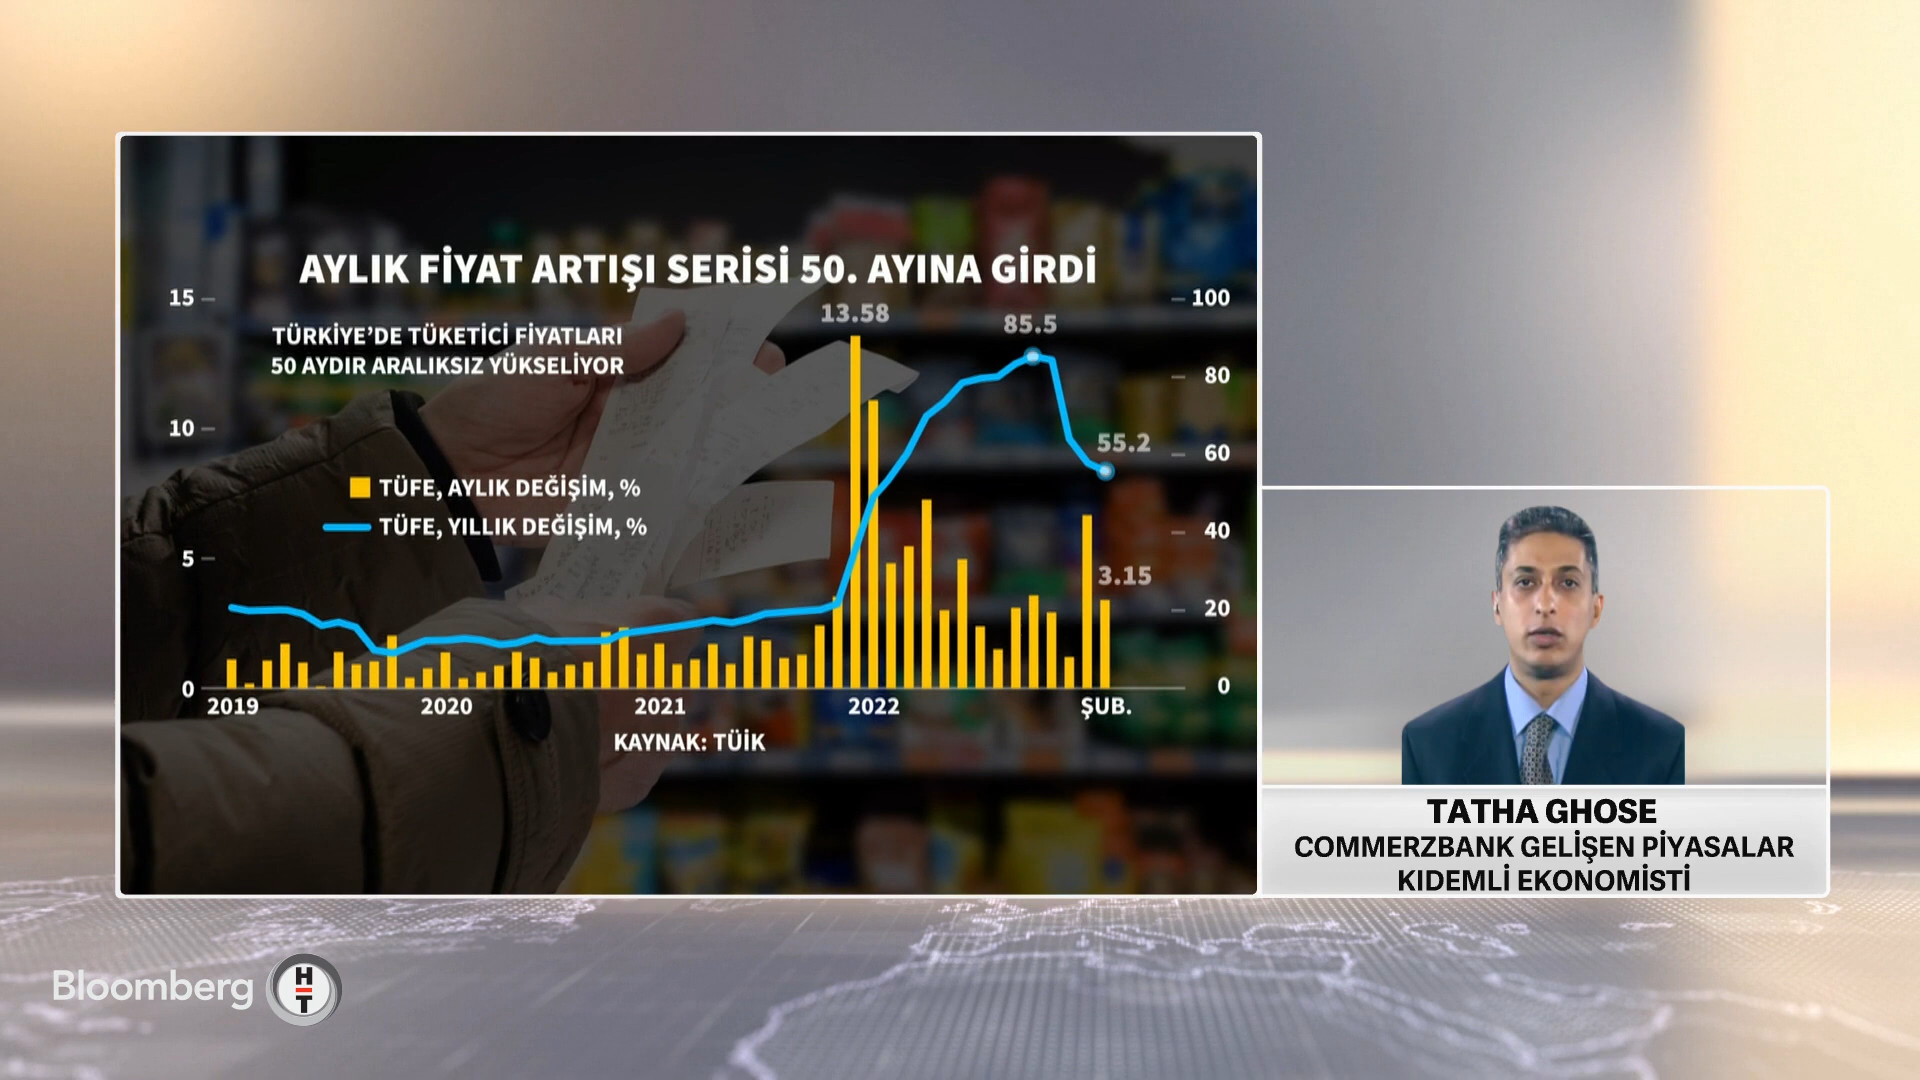 AYLIK FİYAT ARTIŞI SERİSİ 50. AYINA GİRDİ
TÜRKİYE'DE TÜKETİCİ FİYATLARI
50 AYDIR ARALIKSIZ YÜKSELİYOR
TÜFE, AYLIK DEĞİŞİM, %
TÜFE, YILLIK DEĞİŞİM, %
15
10
5
0
13.58
85.5
55.2
3.15
100
80
60
40
20
0
2019
2020
2021
2022
ŞUB.
KAYNAK: TÜİK
TATHA GHOSE
COMMERZBANK GELİŞEN PİYASALAR
KIDEMLİ EKONOMİSTİ
Bloomberg HT